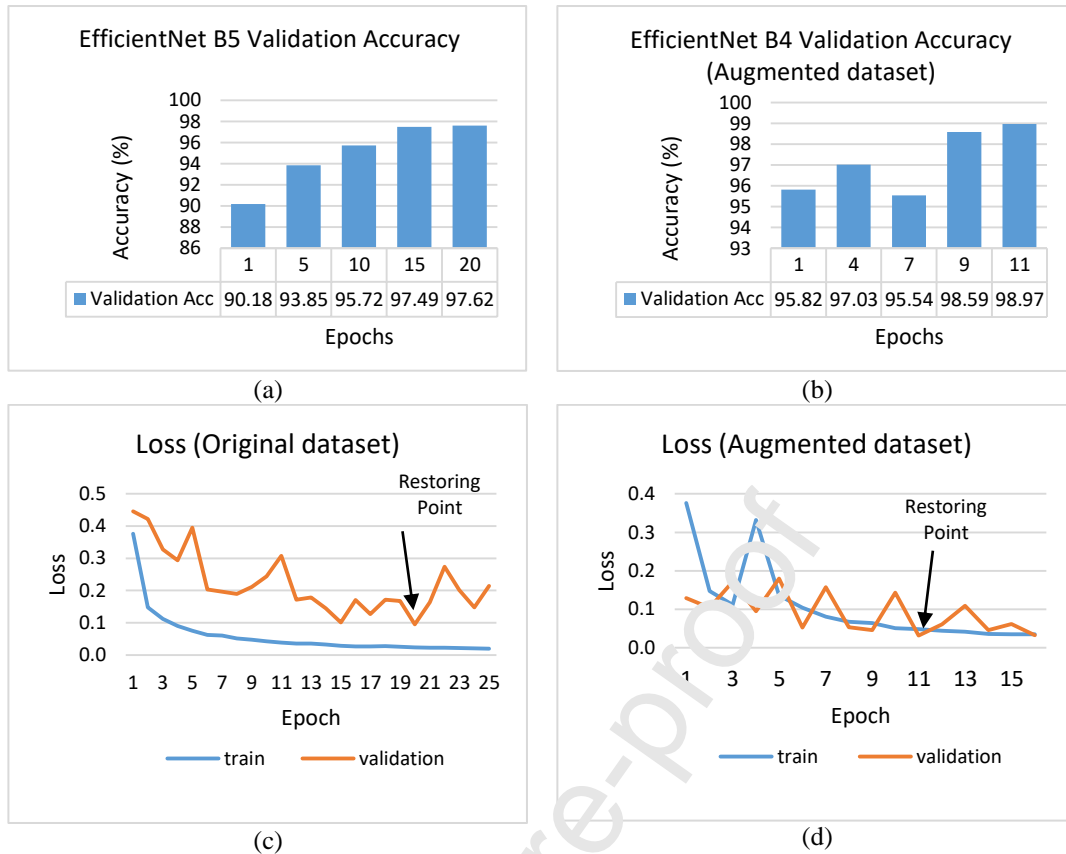 EfficientNet B5 Validation Accuracy
Accuracy (%)
100
98
96
94
92
90
88
86
1 5 10 15 20
Validation Acc 90.18 93.85 95.72 97.49 97.62
Epochs
(a)
EfficientNet B4 Validation Accuracy
(Augmented dataset)
Accuracy (%)
100
99
98
97
96
95
94
93
1 4 7 9 11
Validation Acc 95.82 97.03 95.54 98.59 98.97
Epochs
(b)
Loss (Original dataset)
Restoring
Point
Loss
0.5
0.4
0.3
0.2
0.1
0.0
1 3 5 7 9 11 13 15 17 19 21 23 25
Epoch
train validation
(c)
Loss (Augmented dataset)
Restoring
Point
Loss
0.4
0.3
0.2
0.1
0.0
1 3 5 7 9 11 13 15
Epoch
train validation
(d)
re-proof